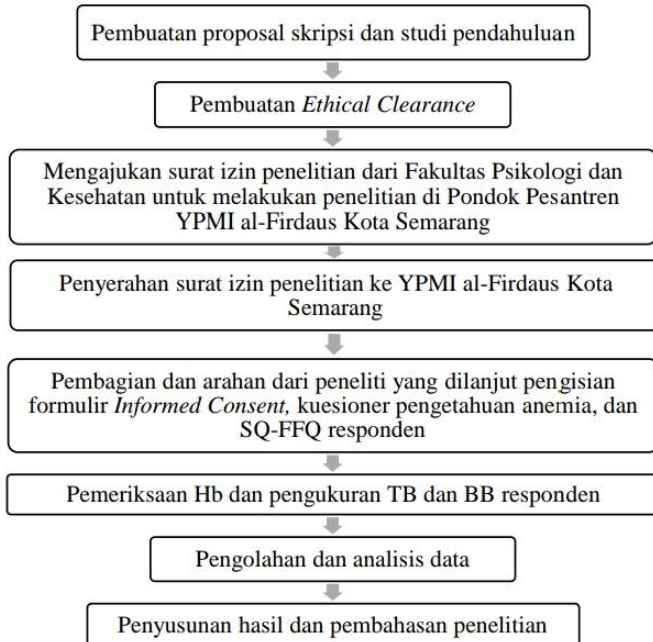 Pembuatan proposal skripsi dan studi pendahuluan
Pembuatan Ethical Clearance
Mengajukan surat izin penelitian dari Fakultas Psikologi dan
Kesehatan untuk melakukan penelitian di Pondok Pesantren
YPMI al-Firdaus Kota Semarang
Penyerahan surat izin penelitian ke YPMI al-Firdaus Kota
Semarang
Pembagian dan arahan dari peneliti yang dilanjut pengisian
formulir Informed Consent, kuesioner pengetahuan anemia, dan
SQ-FFQ responden
Pemeriksaan Hb dan pengukuran TB dan BB responden
Pengolahan dan analisis data
Penyusunan hasil dan pembahasan penelitian